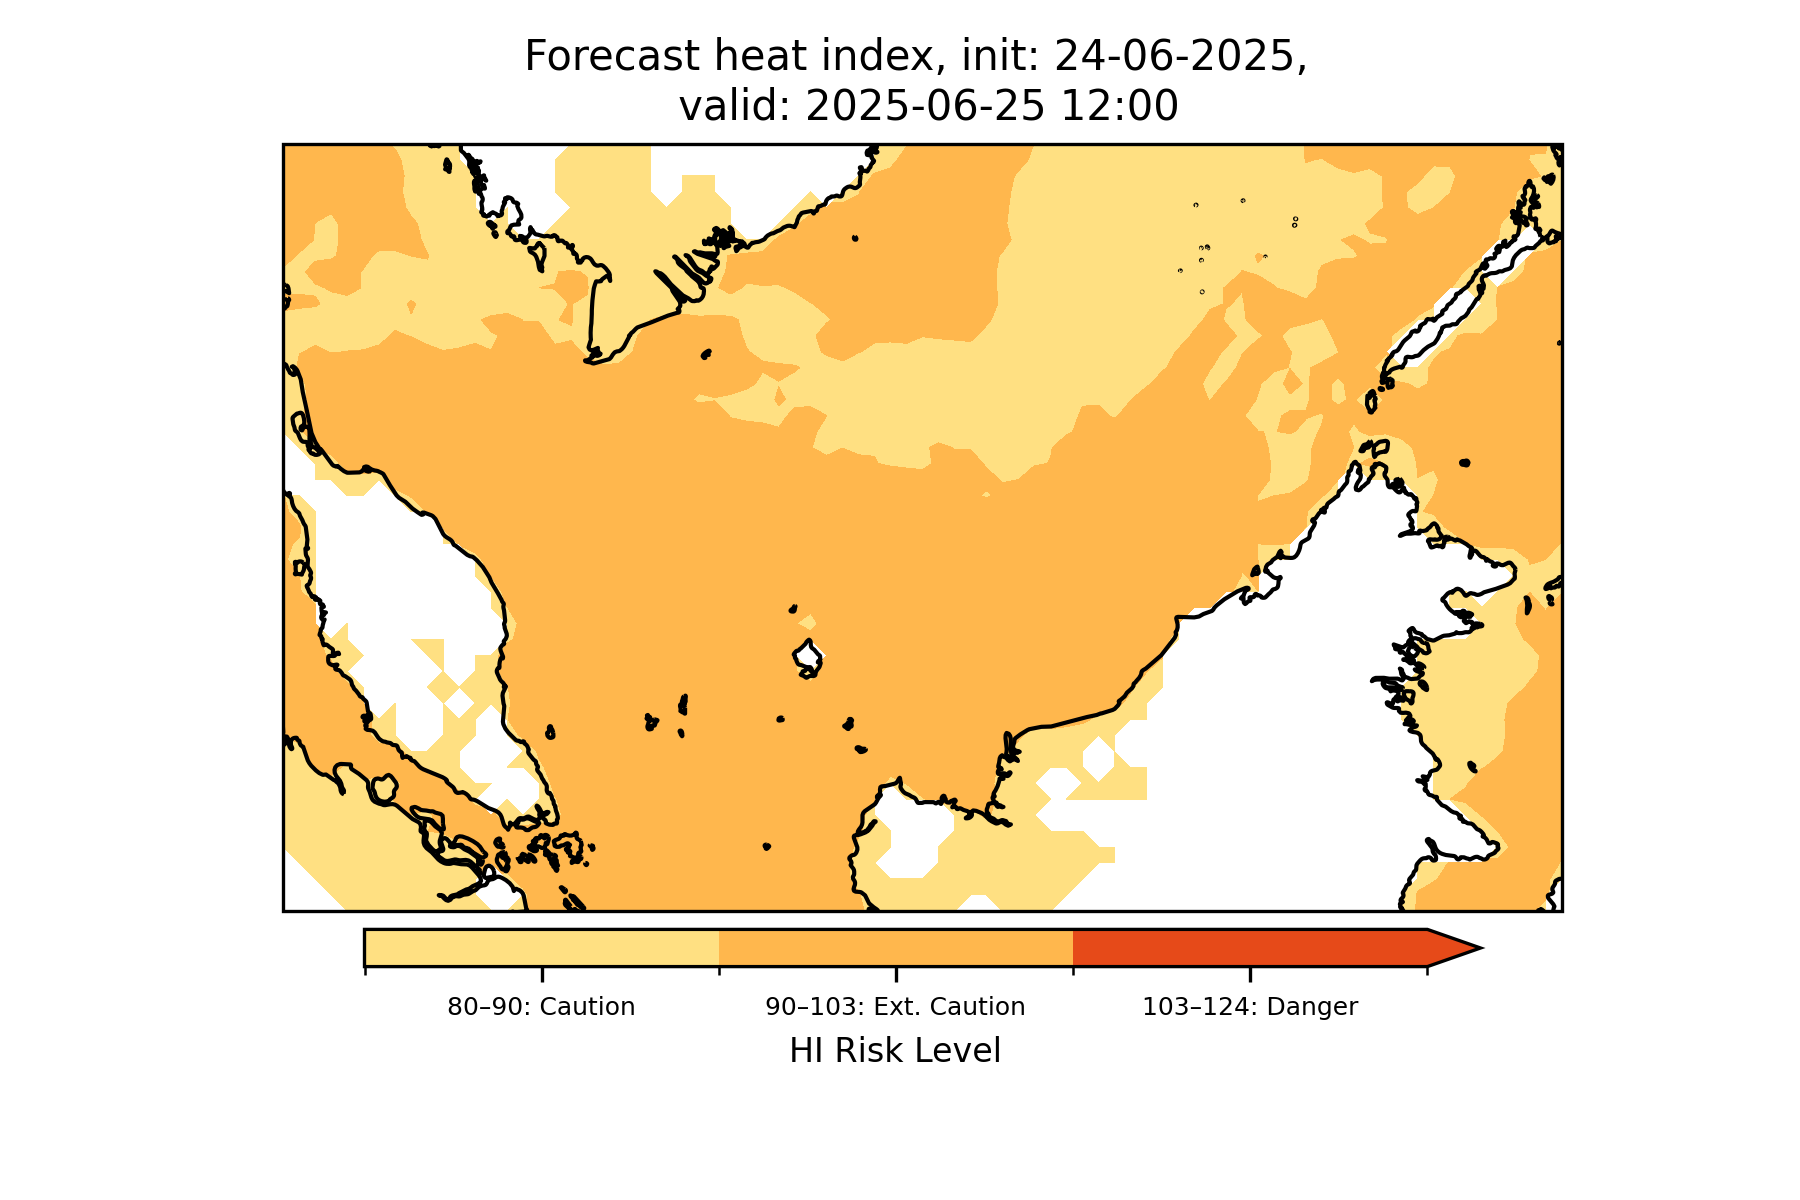 Forecast heat index, init: 24-06-2025,
valid: 2025-06-25 12:00
80–90: Caution
90–103: Ext. Caution
103–124: Danger
HI Risk Level